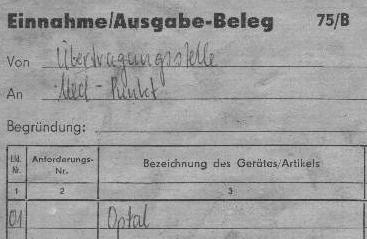 Einnahme/Ausgabe-Beleg 75/B
Von Übertragungsstelle
An Med-Punkt
Begründung:
Lfd. Nr. Anforderungs-Nr. Bezeichnung des Gerätes/Artikels
1 2 3
01 Optal